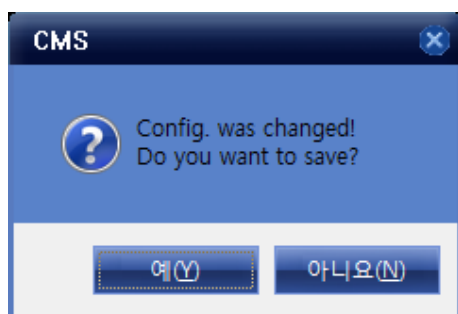 CMS
Config. was changed!
Do you want to save?
예(Y)
아니요(N)